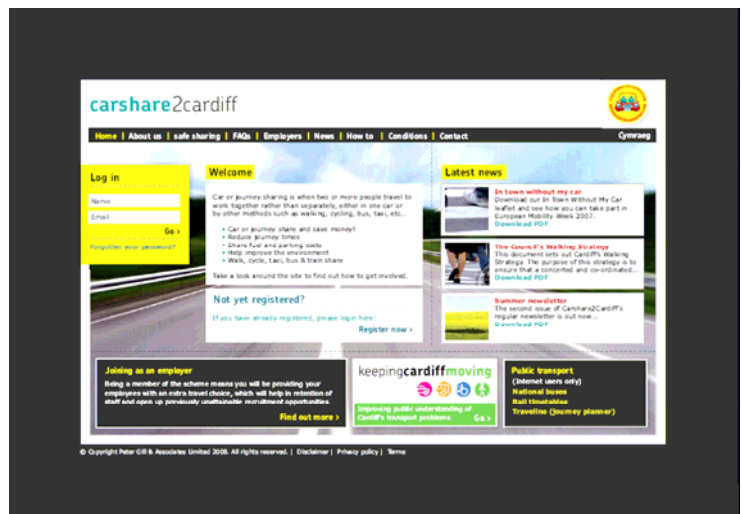 carshare2cardiff
Home | About us | safe sharing | FAQs | Employers | News | How to | Conditions | Contact
Cymraeg
Log in
Name
Email
Go ›
Forgotten your password?
Welcome
Car or journey sharing is when two or more people travel to
work together rather than separately, either in one car or
by other methods such as walking, cycling, bus, taxi, etc..
• Car or journey share and save money!
• Reduce journey times
• Share fuel and parking costs
• Help improve the environment
• Walk, cycle, taxi, bus & train share
Take a look around the site to find out how to get involved.
Not yet registered?
If you have already registered, please login here:
Register now ›
Latest news
In town without my car
Download our In Town Without My Car
leaflet and see how you can take part in
European Mobility Week 2007.
Download PDF
The Council's Walking Strategy
This document sets out Cardiff's Walking
Strategy. The purpose of this strategy is to
ensure that a concerted and co-ordinated...
Download PDF
Summer newsletter
The second issue of Carshare2Cardiff's
regular newsletter is out now...
Download PDF
Joining as an employer
Being a member of the scheme means you will be providing your
employees with an extra travel choice, which will help in retention of
staff and open up previously unattainable recruitment opportunities.
Find out more ›
keepingcardiffmoving
Improving public understanding of
Cardiff's transport problems.
Go ›
Public transport
(Internet users only)
National buses
Rail timetables
Traveline (journey planner)
© Copyright Peter Gill & Associates Limited 2008. All rights reserved. | Disclaimer | Privacy policy | Terms